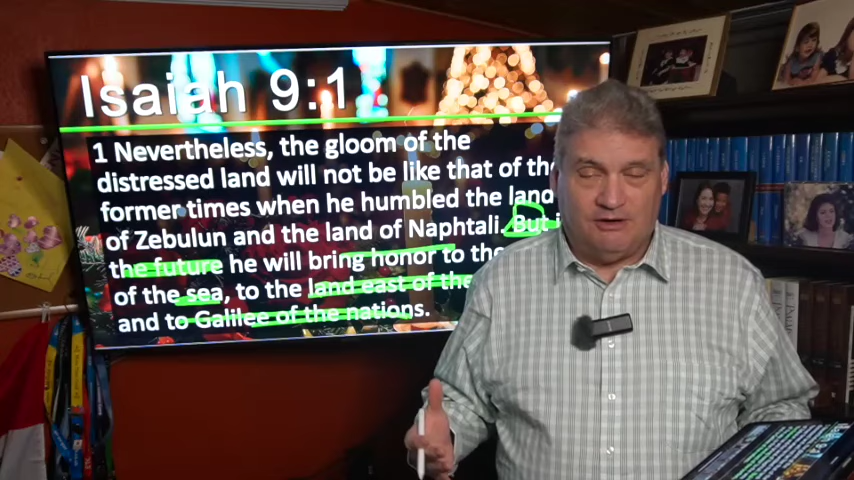 Isaiah 9:1
1 Nevertheless, the gloom of the
distressed land will not be like that of the
former times when he humbled the land
of Zebulun and the land of Naphtali. But
the future he will bring honor to the
of the sea, to the land east of the
and to Galilee of the nations.